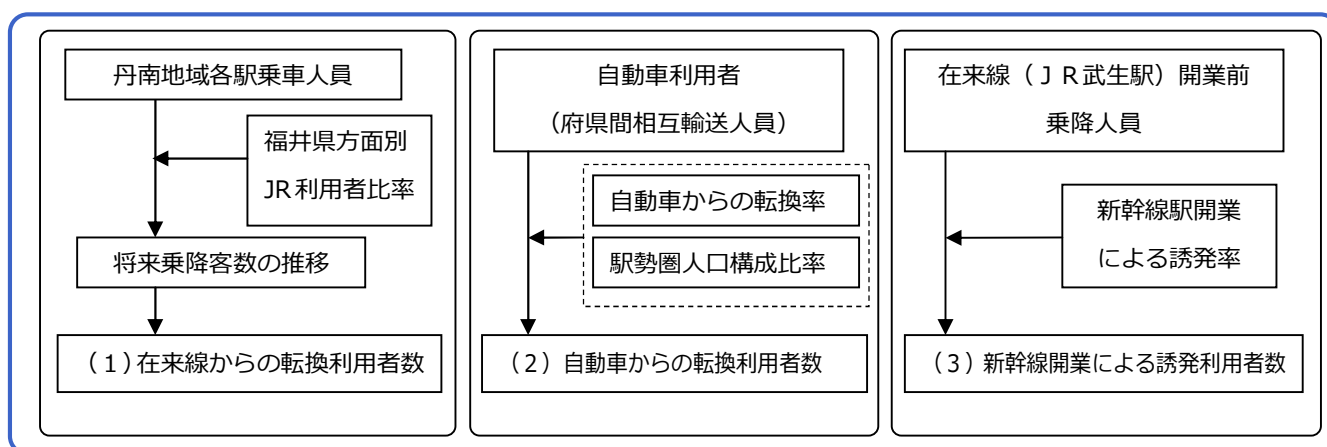 丹南地域各駅乗車人員
福井県方面別
JR利用者比率
将来乗降客数の推移
（1）在来線からの転換利用者数
自動車利用者
（府県間相互輸送人員）
自動車からの転換率
駅勢圏人口構成比率
（2）自動車からの転換利用者数
在来線（ＪＲ武生駅）開業前
乗降人員
新幹線駅開業
による誘発率
（3）新幹線開業による誘発利用者数